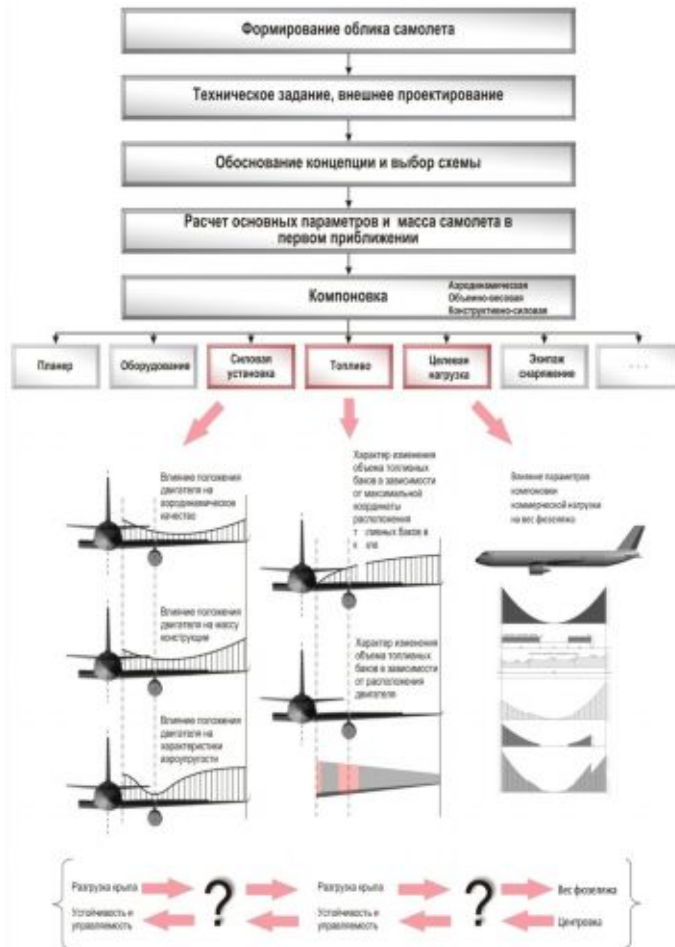 Формирование облика самолета
Техническое задание, внешнее проектирование
Обоснование концепции и выбор схемы
Расчет основных параметров и масса самолета в
первом приближении
Компоновка
Аэродинамическая
Объемно-весовая
Конструктивно-силовая
Планер
Оборудование
Силовая
установка
Топливо
Целевая
нагрузка
Экипаж
снаряжение
. . .
Влияние положения
двигателя на
аэродинамическое
качество
Влияние положения
двигателя на массу
конструкции
Влияние положения
двигателя на
характеристики
аэроупругости
Характер изменения
объема топливных
баков в зависимости
от максимальной
координаты
расположения
т ливных баков в
к ле
Характер изменения
объема топливных
баков в зависимости
от расположения
двигателя
Влияние параметров
компоновки
коммерческой нагрузки
на вес фюзеляжа
Разгрузка крыла
?
Разгрузка крыла
?
Вес фюзеляжа
Устойчивость и
управляемость
Устойчивость и
управляемость
Центровка